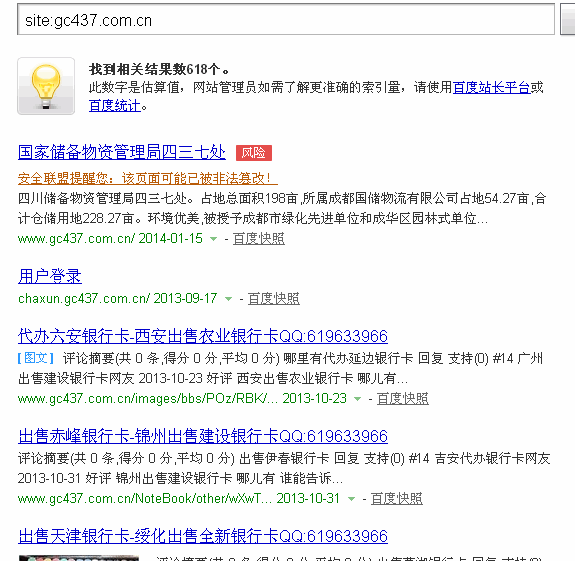 site:gc437.com.cn
找到相关结果数618个。
此数字是估算值，网站管理员如需了解更准确的索引量，请使用百度站长平台或
百度统计。
国家储备物资管理局四三七处 风险
安全联盟提醒您：该页面可能已被非法篡改！
四川储备物资管理局四三七处。占地总面积198亩,所属成都国储物流有限公司占地54.27亩,合
计仓储用地228.27亩。环境优美,被授予成都市绿化先进单位和成华区园林式单位...
www.gc437.com.cn/ 2014-01-15 - 百度快照
用户登录
chaxun.gc437.com.cn/ 2013-09-17 - 百度快照
代办六安银行卡-西安出售农业银行卡QQ:619633966
[图文] 评论摘要(共 0 条,得分 0 分,平均 0 分) 哪里有代办延边银行卡 回复 支持(0) #14 广州
出售建设银行卡网友 2013-10-23 好评 西安出售农业银行卡 哪儿有...
www.gc437.com.cn/images/bbs/POz/RBK/... 2013-10-23 - 百度快照
出售赤峰银行卡-锦州出售建设银行卡QQ:619633966
评论摘要(共 0 条,得分 0 分,平均 0 分) 出售伊春银行卡 回复 支持(0) #14 吉安代办银行卡网友
2013-10-31 好评 锦州出售建设银行卡 哪儿有 谁能告诉...
www.gc437.com.cn/NoteBook/other/wXwT... 2013-10-31 - 百度快照
出售天津银行卡-绥化出售全新银行卡QQ:619633966